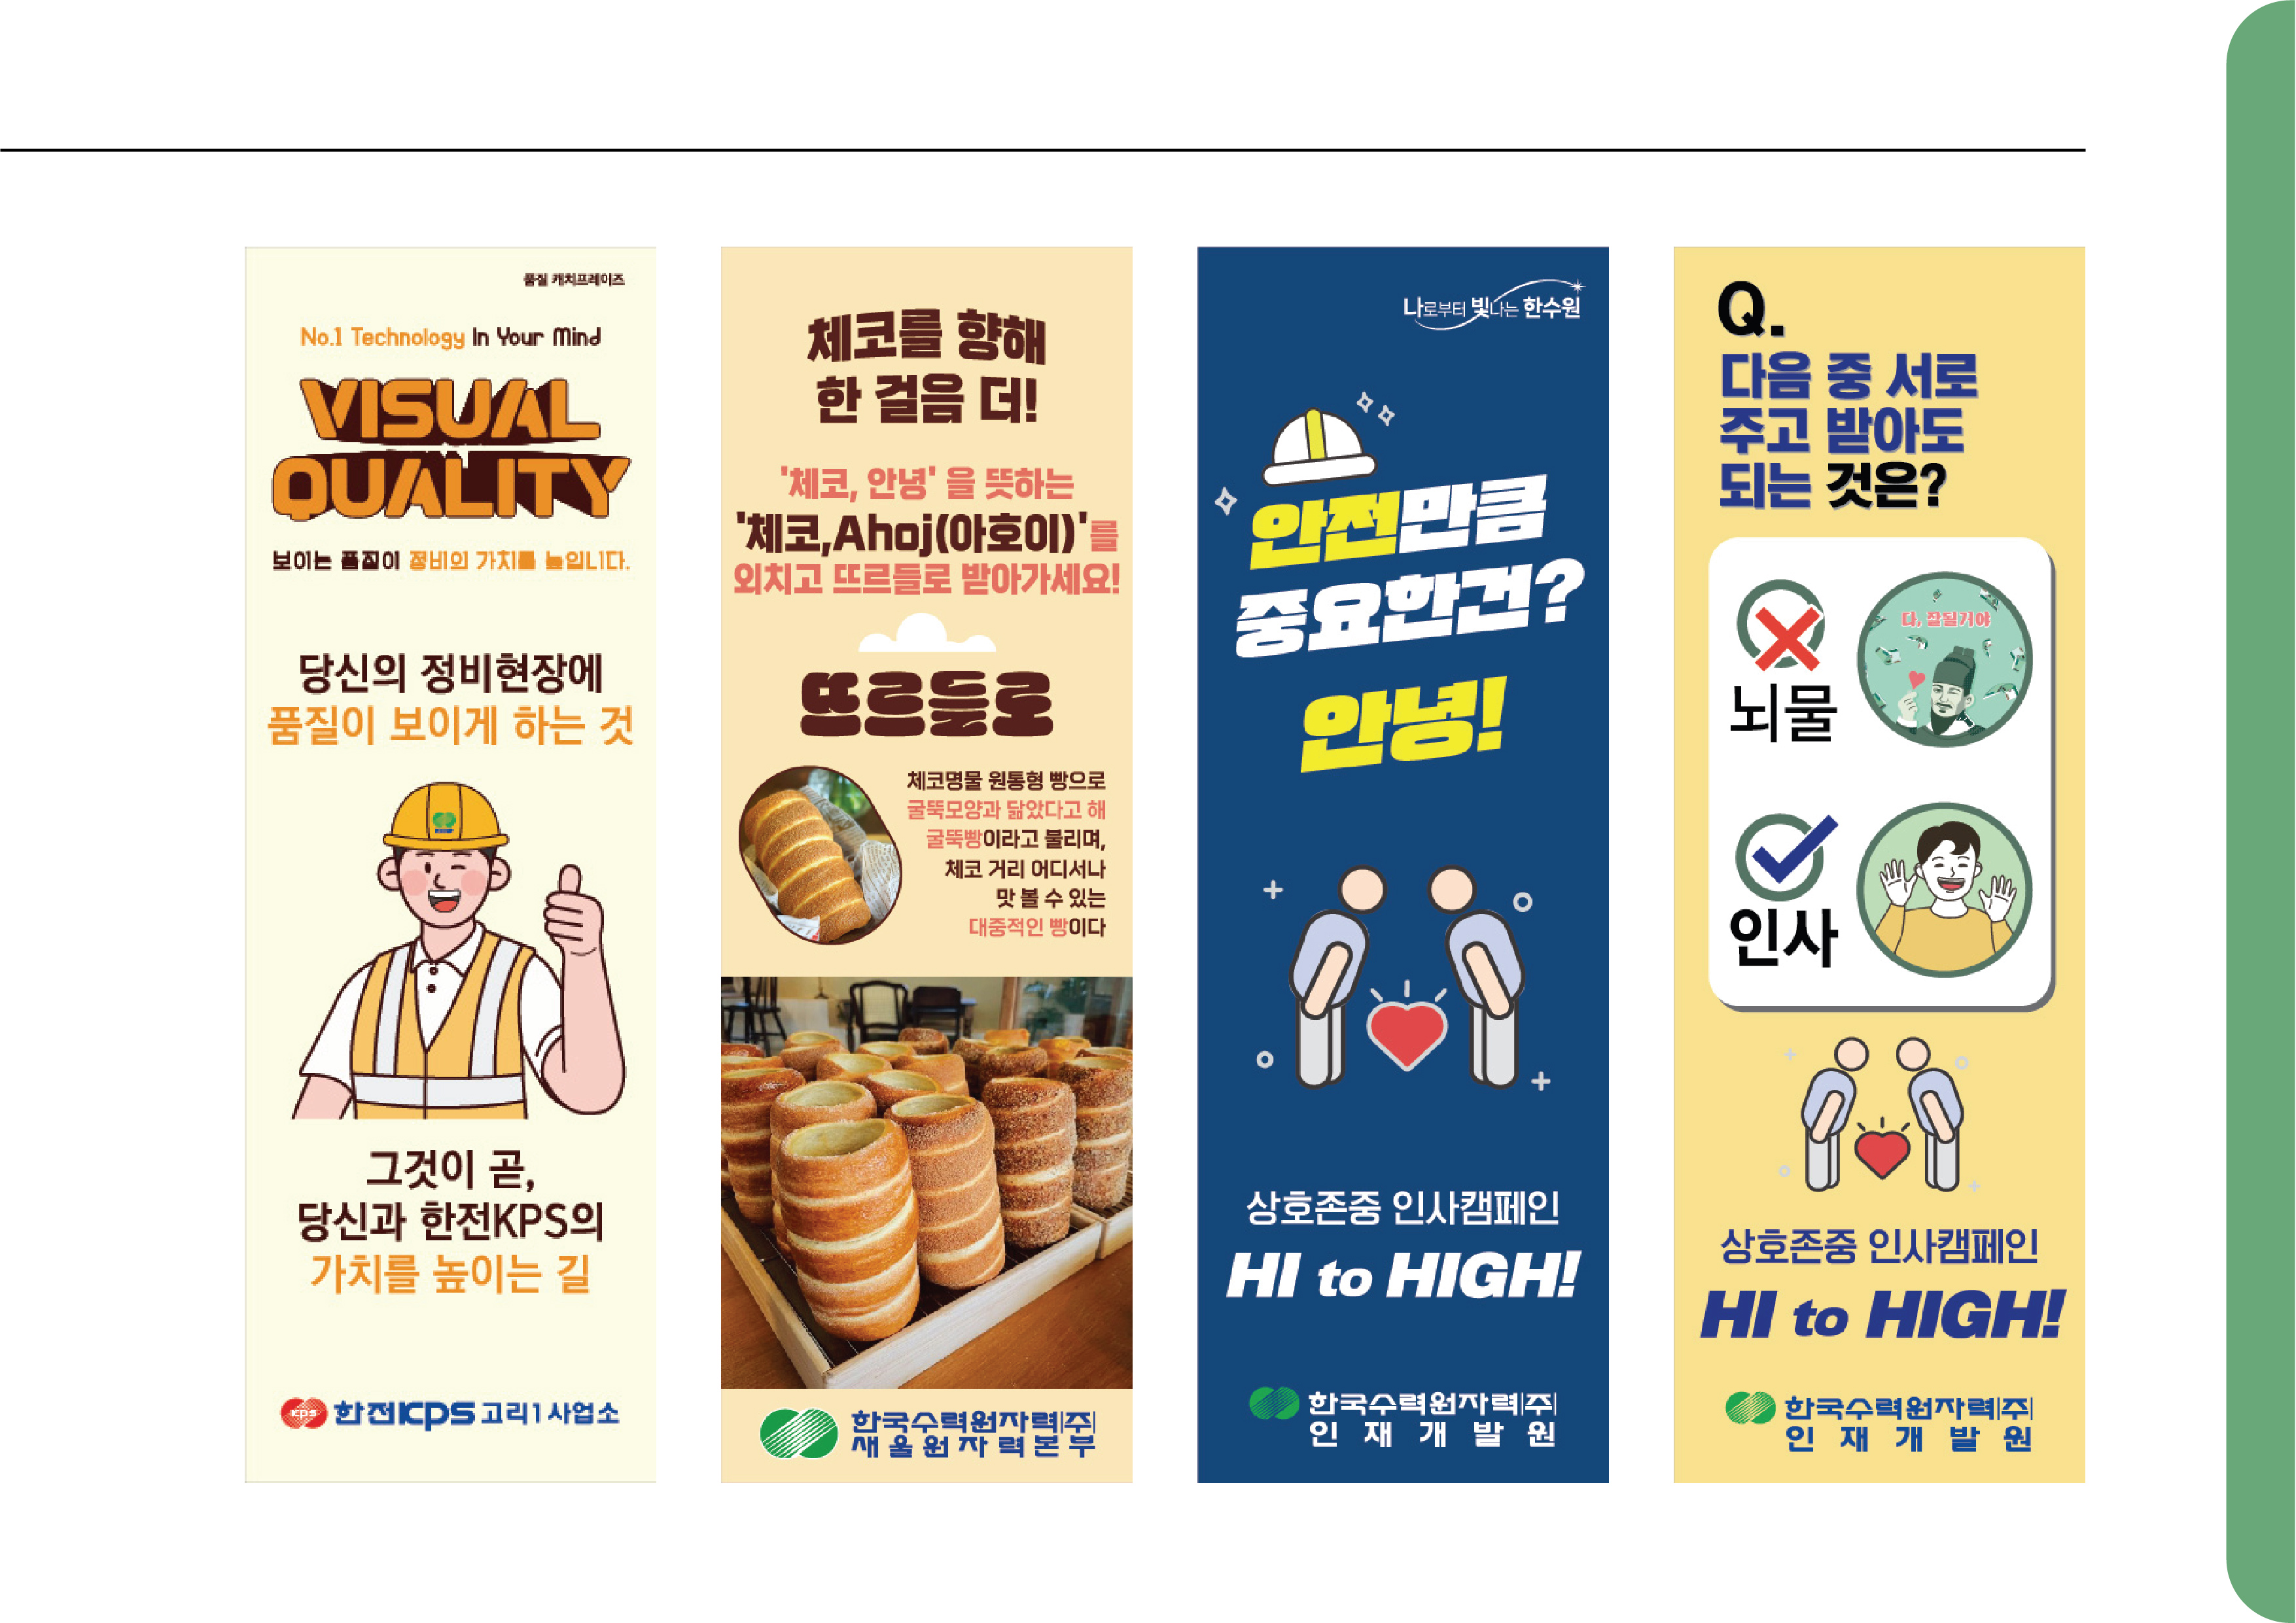 품질 캐치프레이즈
No.1 Technology In Your Mind
VISUAL
QUALITY
보이는 품질이 정비의 가치를 높입니다.
당신의 정비현장에
품질이 보이게 하는 것
그것이 곧,
당신과 한전KPS의
가치를 높이는 길
KPS 한전KPS 고리1사업소
체코를 향해
한 걸음 더!
'체코, 안녕' 을 뜻하는
'체코,Ahoj(아호이)'를
외치고 뜨르들로 받아가세요!
뜨르들로
체코명물 원통형 빵으로
굴뚝모양과 닮았다고 해
굴뚝빵이라고 불리며,
체코 거리 어디서나
맛 볼 수 있는
대중적인 빵이다
한국수력원자력(주)
새울원자력본부
나로부터 빛나는 한수원
안전만큼
중요한건?
안녕!
상호존중 인사캠페인
HI to HIGH!
한국수력원자력(주)
인재개발원
Q.
다음 중 서로
주고 받아도
되는 것은?
다, 잘될거야
뇌물
인사
상호존중 인사캠페인
HI to HIGH!
한국수력원자력(주)
인재개발원